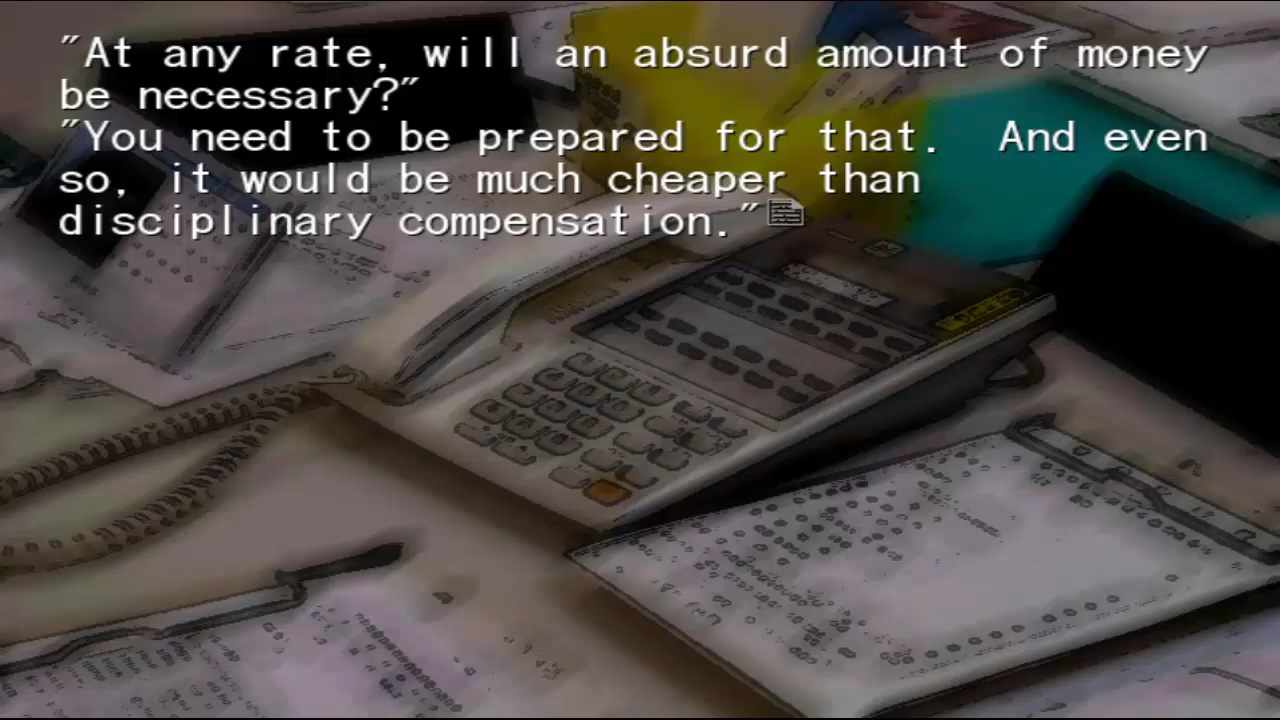 "At any rate, will an absurd amount of money
be necessary?"
"You need to be prepared for that.  And even
so, it would be much cheaper than
disciplinary compensation."